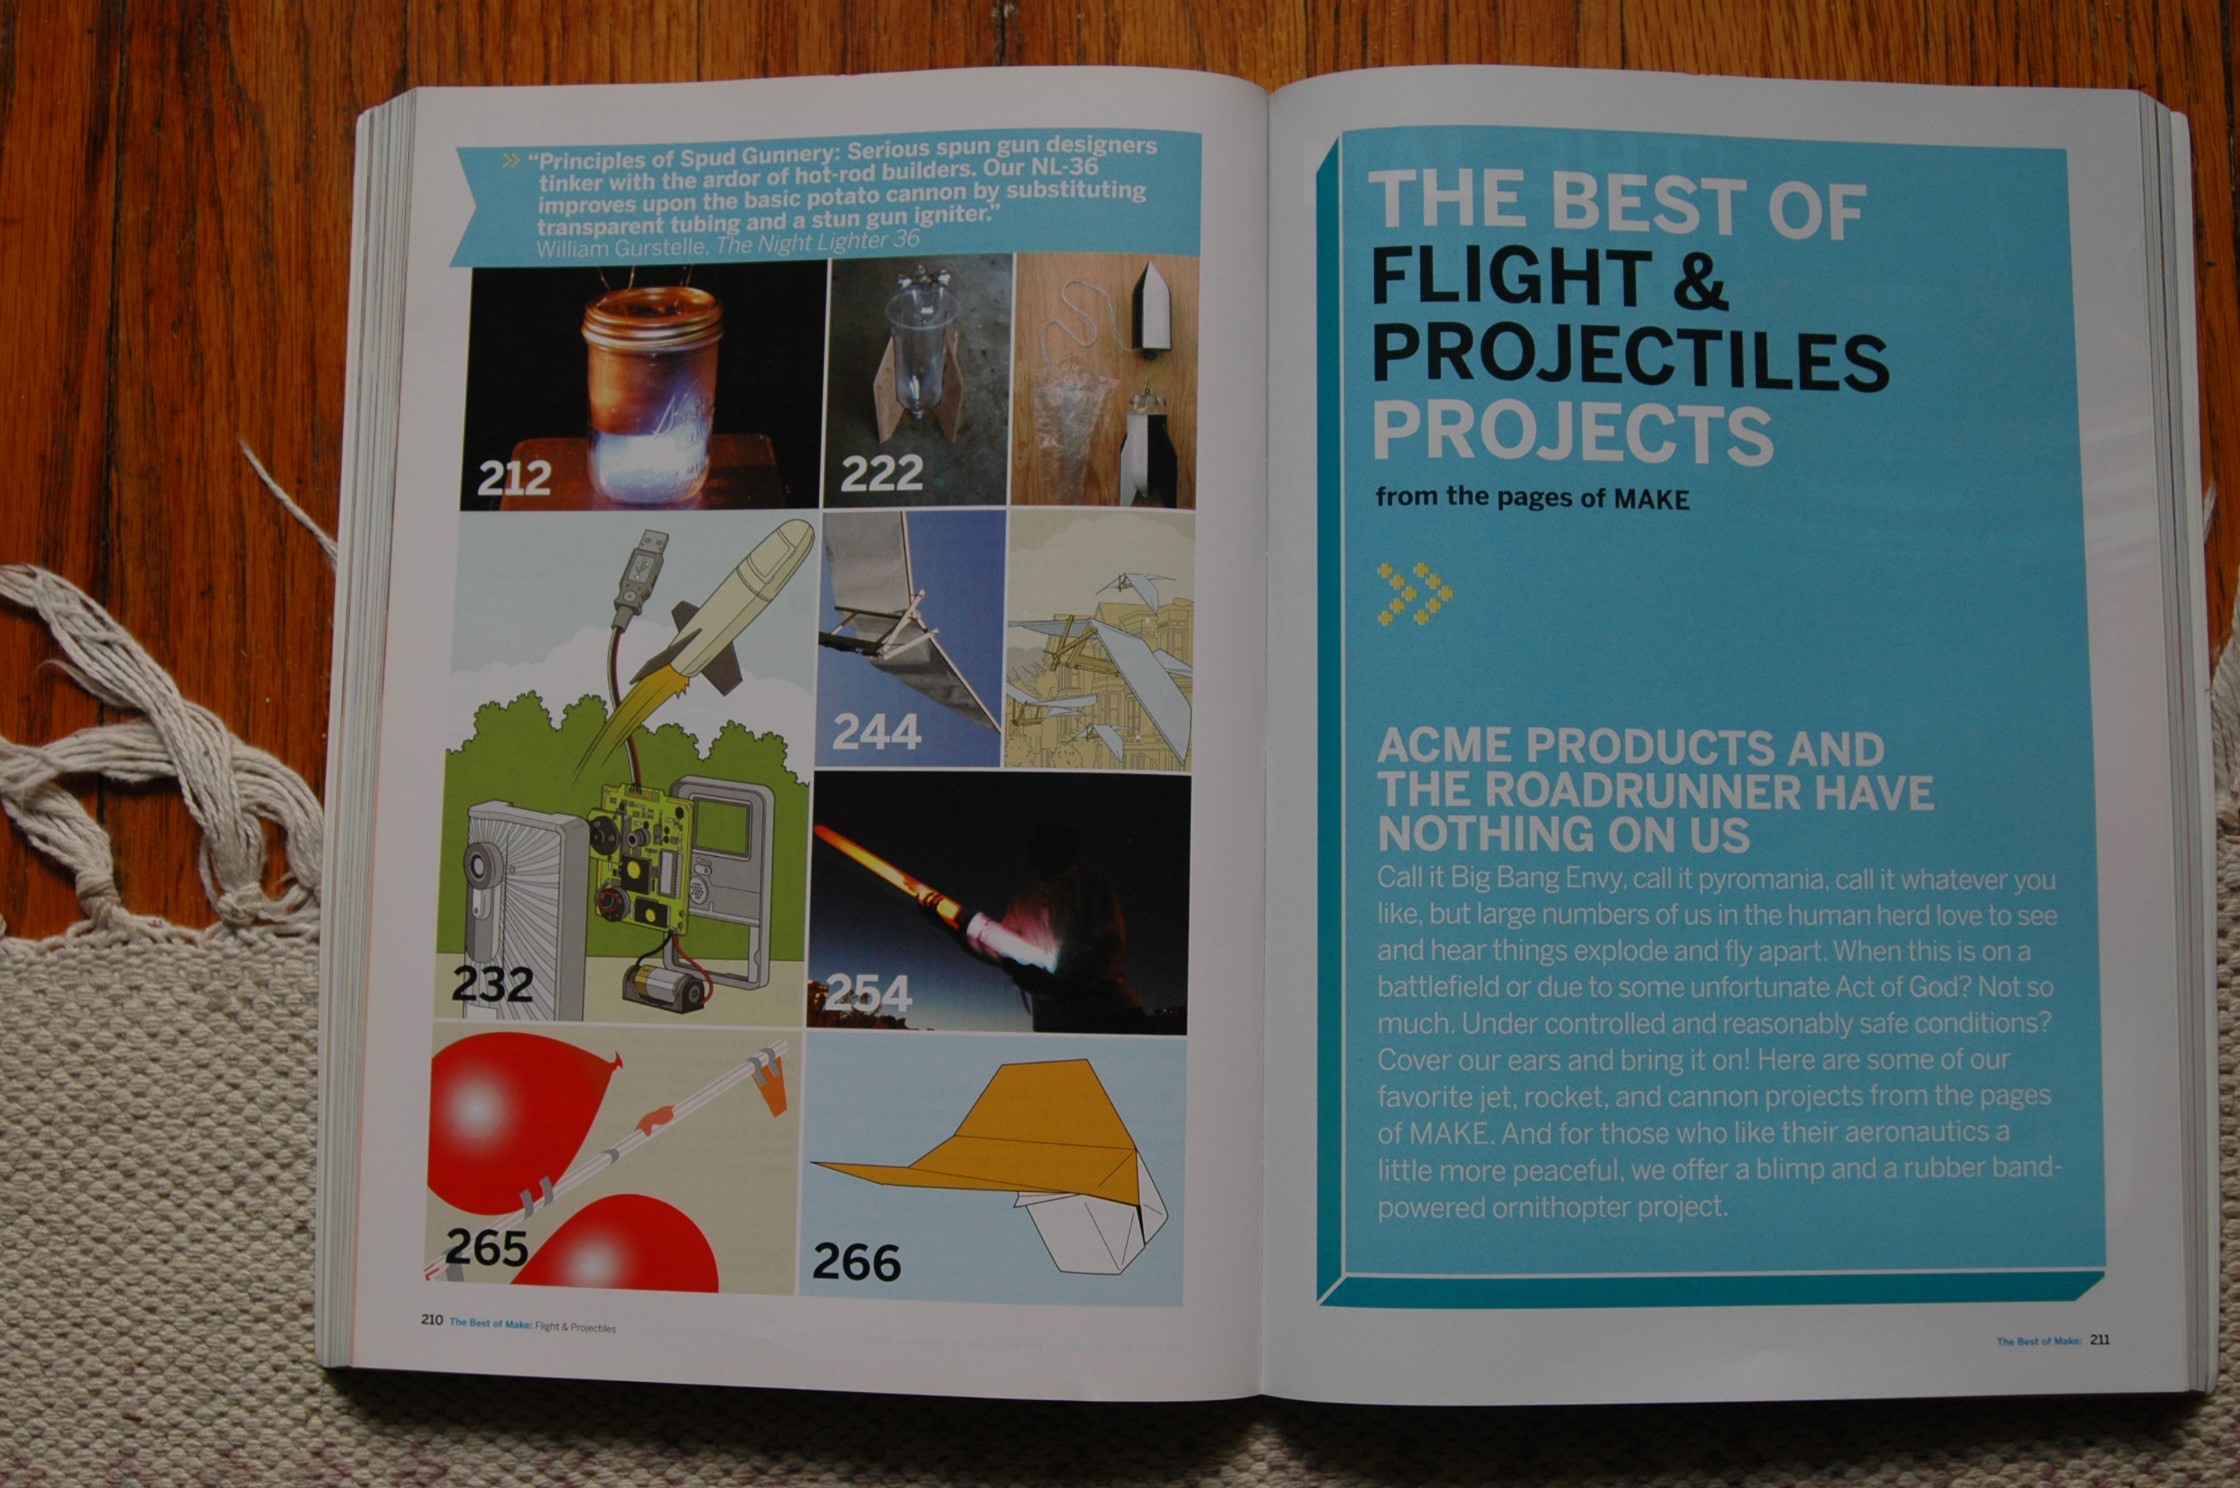 »"Principles of Spud Gunnery: Serious spun gun designers
tinker with the ardor of hot-rod builders. Our NL-36
improves upon the basic potato cannon by substituting
transparent tubing and a stun gun igniter."
William Gurstelle, The Night Lighter 36
212
222
232
244
254
265
266
210 The Best of Make: Flight & Projectiles
THE BEST OF
FLIGHT &
PROJECTILES
PROJECTS
from the pages of MAKE
ACME PRODUCTS AND
THE ROADRUNNER HAVE
NOTHING ON US
Call it Big Bang Envy, call it pyromania, call it whatever you
like, but large numbers of us in the human herd love to see
and hear things explode and fly apart. When this is on a
battlefield or due to some unfortunate Act of God? Not so
much. Under controlled and reasonably safe conditions?
Cover our ears and bring it on! Here are some of our
favorite jet, rocket, and cannon projects from the pages
of MAKE. And for those who like their aeronautics a
little more peaceful, we offer a blimp and a rubber band-
powered ornithopter project.
The Best of Make: 211